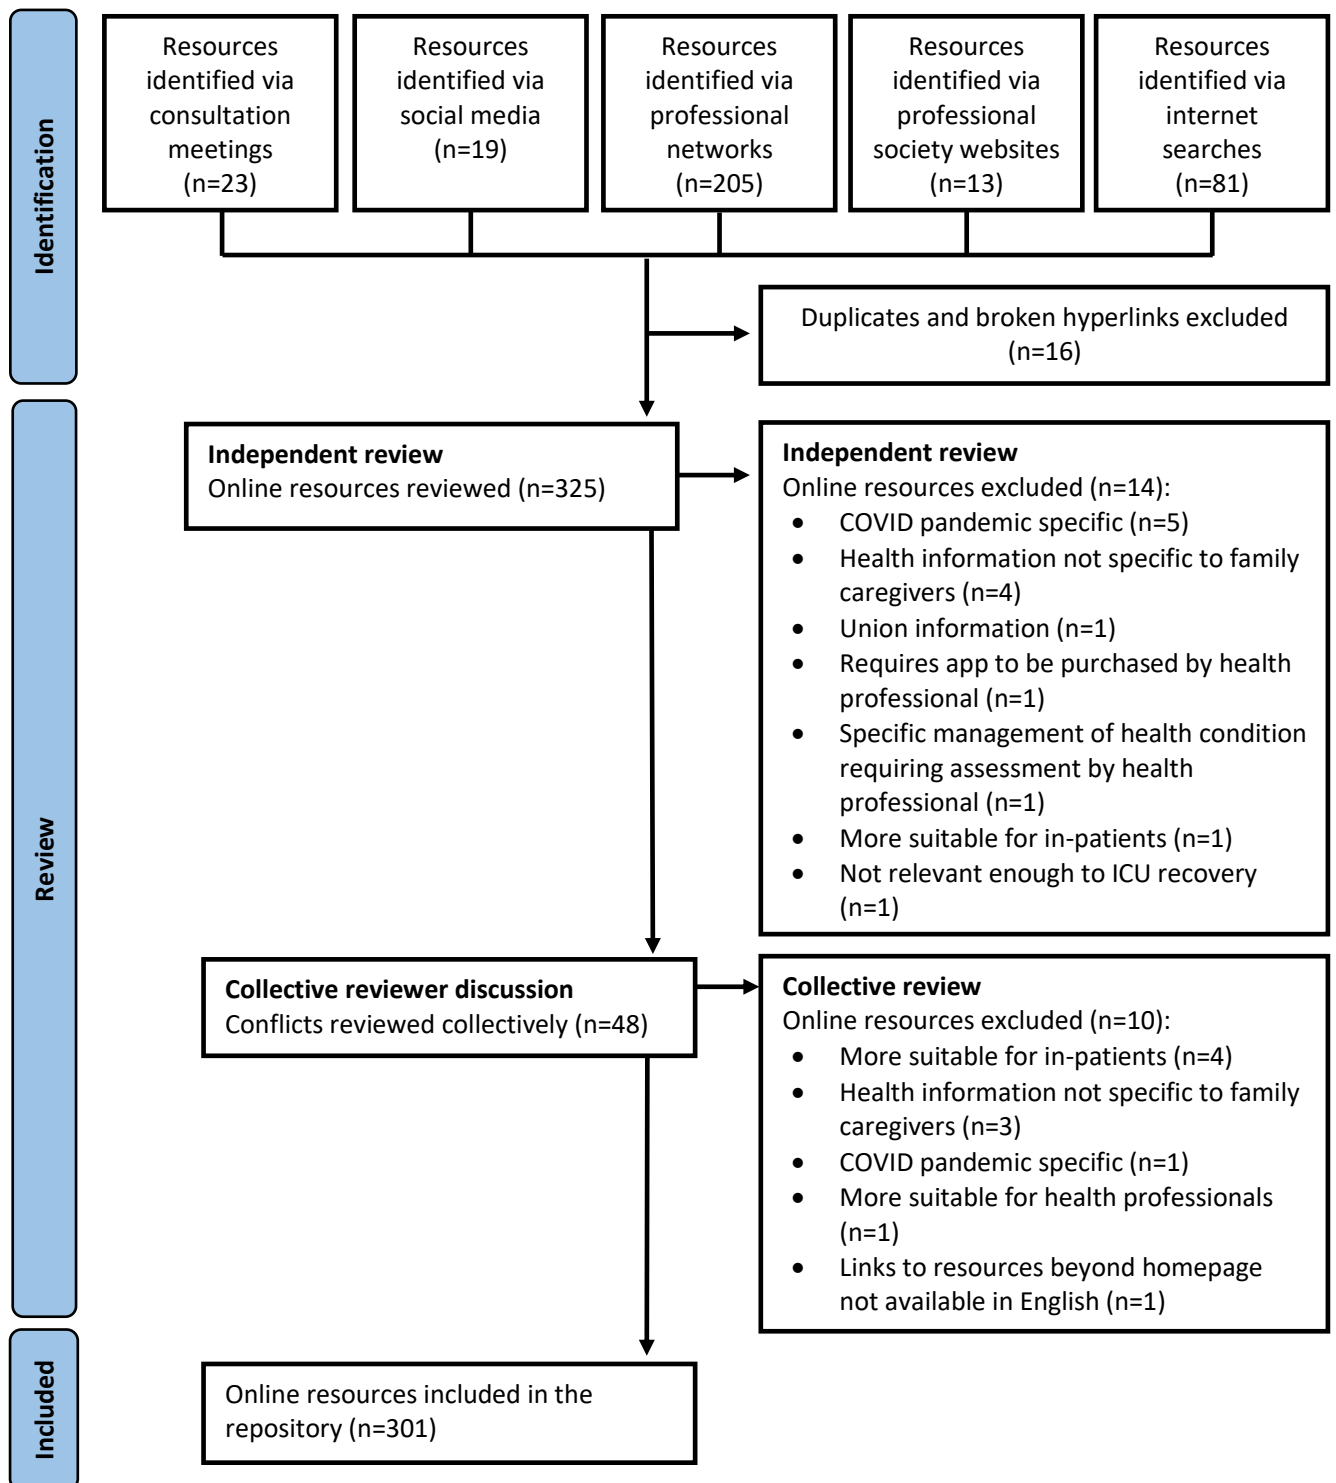 Identification
Resources
identified via
consultation
meetings
(n=23)
Resources
identified via
social media
(n=19)
Resources
identified via
professional
networks
(n=205)
Resources
identified via
professional
society websites
(n=13)
Resources
identified via
internet
searches
(n=81)
Duplicates and broken hyperlinks excluded
(n=16)
Review
Independent review
Online resources reviewed (n=325)
Independent review
Online resources excluded (n=14):
• COVID pandemic specific (n=5)
• Health information not specific to family
caregivers (n=4)
• Union information (n=1)
• Requires app to be purchased by health
professional (n=1)
• Specific management of health condition
requiring assessment by health
professional (n=1)
• More suitable for in-patients (n=1)
• Not relevant enough to ICU recovery
(n=1)
Collective reviewer discussion
Conflicts reviewed collectively (n=48)
Collective review
Online resources excluded (n=10):
• More suitable for in-patients (n=4)
• Health information not specific to family
caregivers (n=3)
• COVID pandemic specific (n=1)
• More suitable for health professionals
(n=1)
• Links to resources beyond homepage
not available in English (n=1)
Included
Online resources included in the
repository (n=301)